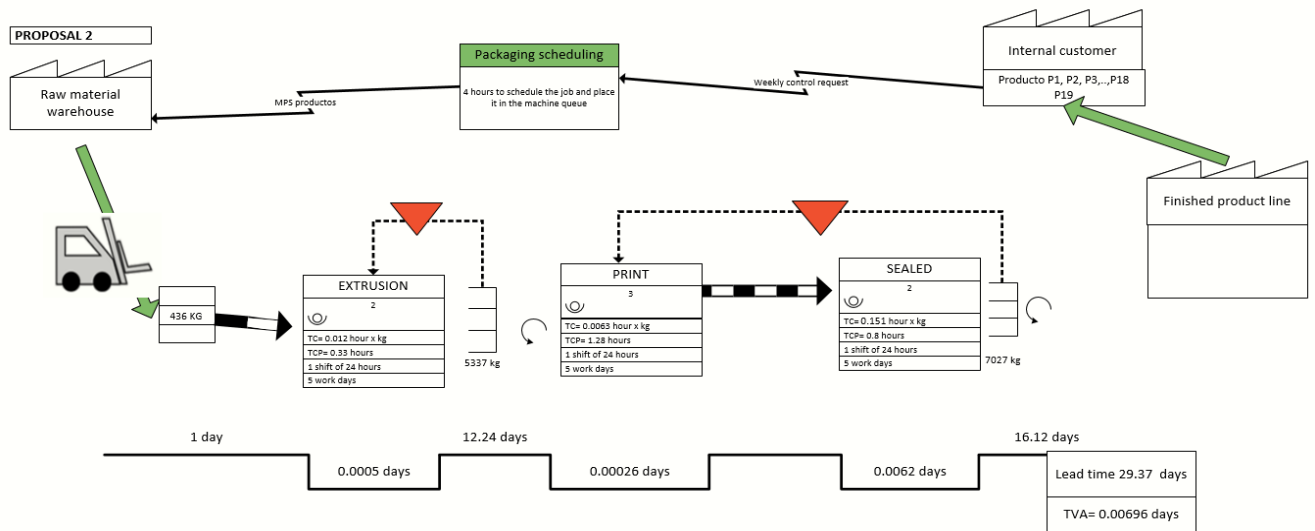 PROPOSAL 2
Raw material
warehouse
MPS productos
Packaging scheduling
4 hours to schedule the job and place
it in the machine queue
Weekly control request
Internal customer
Producto P1, P2, P3,..,P18
P19
Finished product line
436 KG
EXTRUSION
2
TC= 0.012 hour x kg
TCP= 0.33 hours
1 shift of 24 hours
5 work days
5337 kg
PRINT
3
TC= 0.0063 hour x kg
TCP= 1.28 hours
1 shift of 24 hours
5 work days
SEALED
2
TC= 0.151 hour x kg
TCP= 0.8 hours
1 shift of 24 hours
5 work days
7027 kg
1 day
0.0005 days
12.24 days
0.00026 days
0.0062 days
16.12 days
Lead time 29.37 days
TVA= 0.00696 days